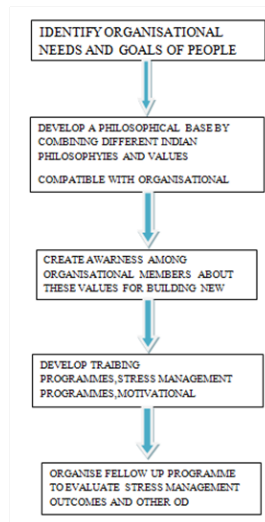 IDENTIFY ORGANISATIONAL
NEEDS AND GOALS OF PEOPLE
DEVELOP A PHILOSOPHICAL BASE BY
COMBINING DIFFERENT INDIAN
PHILOSOPHYIES AND VALUES
COMPATIBLE WITH ORGANISATIONAL
CREATE AWARNESS AMONG
ORGANISATIONAL MEMBERS ABOUT
THESE VALUES FOR BUILDING NEW
DEVELOP TRAIBING
PROGRAMMES,STRESS MANAGEMENT
PROGRAMMES,MOTIVATIONAL
ORGANISE FELLOW UP PROGRAMME
TO EVALUATE STRESS MANAGEMENT
OUTCOMES AND OTHER OD